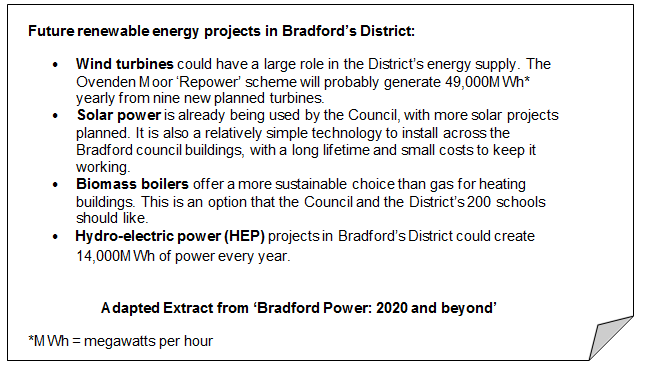 Future renewable energy projects in Bradford's District:
• Wind turbines could have a large role in the District's energy supply. The
Ovenden Moor 'Repower' scheme will probably generate 49,000MWh*
yearly from nine new planned turbines.
• Solar power is already being used by the Council, with more solar projects
planned. It is also a relatively simple technology to install across the
Bradford council buildings, with a long lifetime and small costs to keep it
working.
• Biomass boilers offer a more sustainable choice than gas for heating
buildings. This is an option that the Council and the District's 200 schools
should like.
• Hydro-electric power (HEP) projects in Bradford's District could create
14,000MWh of power every year.
Adapted Extract from 'Bradford Power: 2020 and beyond'
*MWh = megawatts per hour